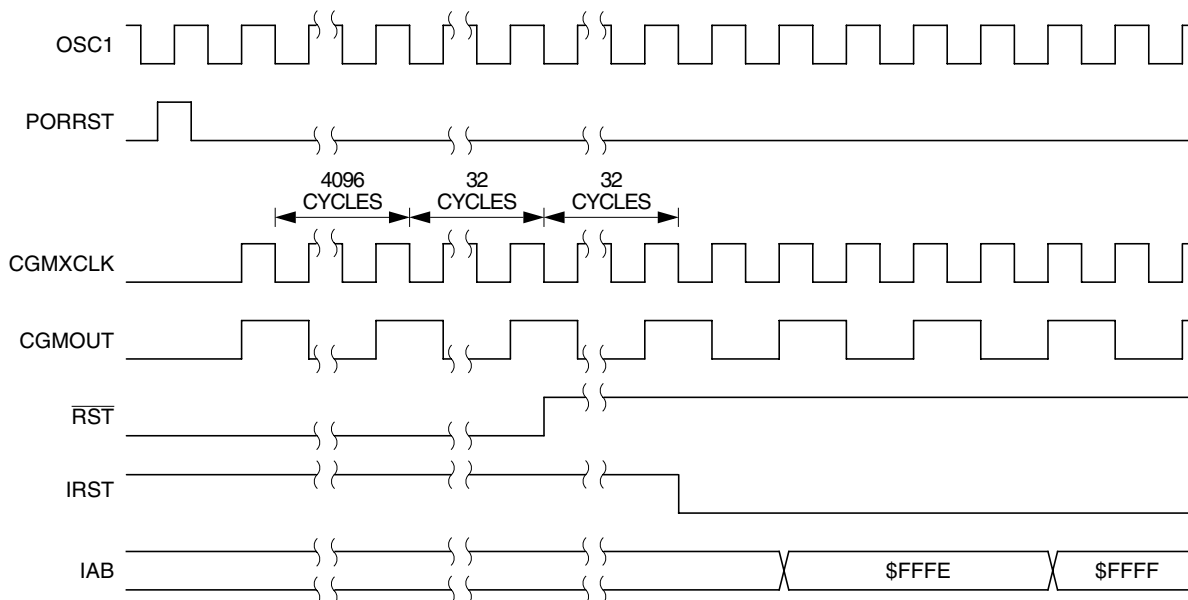 OSC1
PORRST
4096
CYCLES
32
CYCLES
32
CYCLES
CGMXCLK
CGMOUT
RST
IRST
IAB
$FFFE
$FFFF